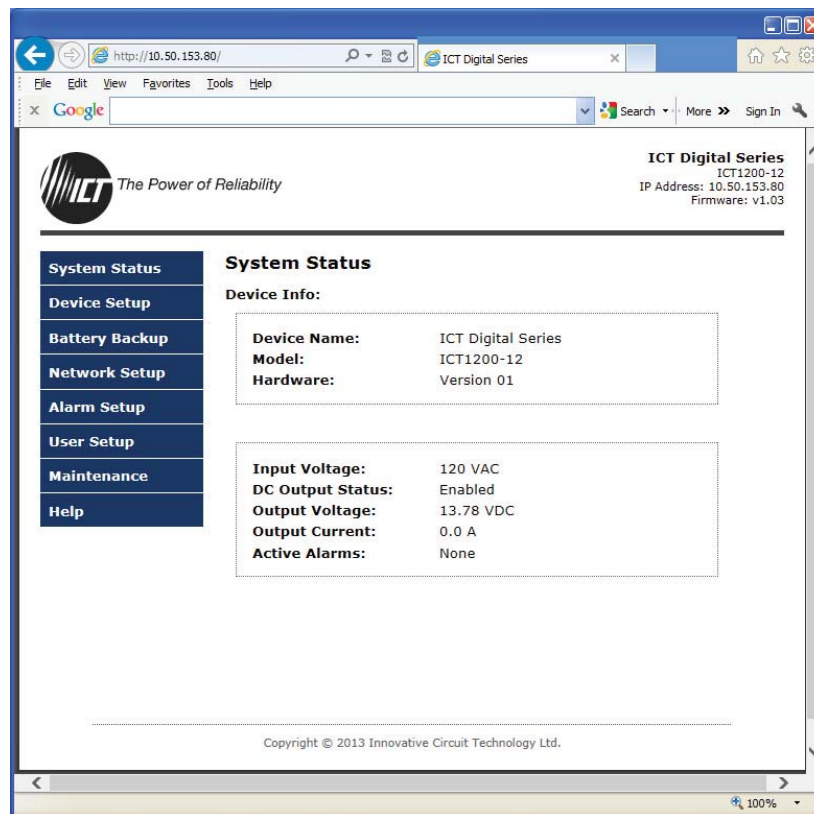 http://10.50.153.80/
ICT Digital Series
File Edit View Favorites Tools Help
x Google
Search More » Sign In
ICT The Power of Reliability
ICT Digital Series
ICT1200-12
IP Address: 10.50.153.80
Firmware: v1.03
System Status
Device Setup
Battery Backup
Network Setup
Alarm Setup
User Setup
Maintenance
Help
System Status
Device Info:
Device Name: ICT Digital Series
Model: ICT1200-12
Hardware: Version 01
Input Voltage: 120 VAC
DC Output Status: Enabled
Output Voltage: 13.78 VDC
Output Current: 0.0 A
Active Alarms: None
Copyright © 2013 Innovative Circuit Technology Ltd.
100%